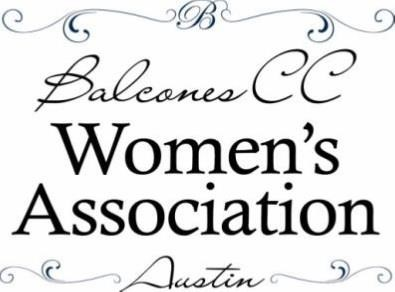 B
Balcones CC
Women's
Association
Austin